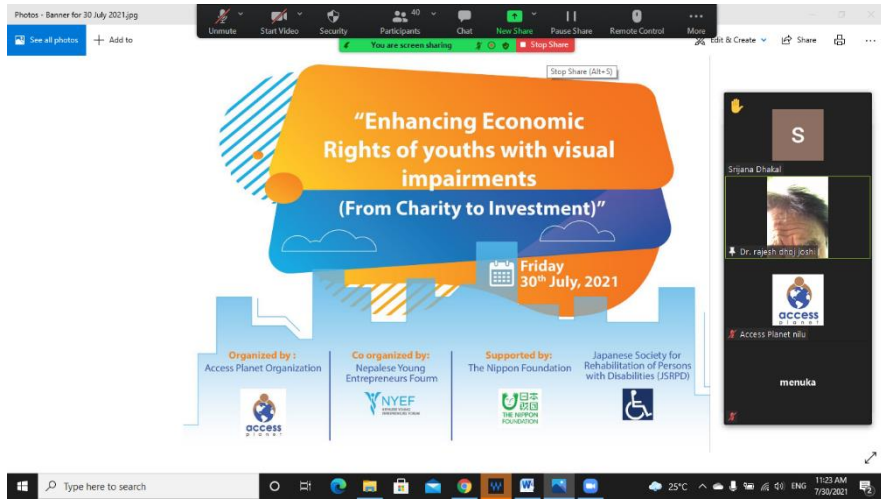 Photos - Banner for 30 July 2021.jpg
See all photos
Add to
Unmute
Start Video
Security
40
Participants
Chat
New Share
Pause Share
Remote Control
More
You are screen sharing
Stop Share
Edit & Create
Share
Stop Share (Alt+S)
“Enhancing Economic
Rights of youths with visual
impairments
(From Charity to Investment)”
Friday
30th July, 2021
Organized by :
Access Planet Organization
access
planet
Co organized by:
Nepalese Young
Entrepreneurs Fourm
NYEF
Supported by:
The Nippon Foundation
日本
THE NIPPON
FOUNDATION
Japanese Society for
Rehabilitation of Persons
with Disabilities (JSRPD)
S
Srijana Dhakal
Dr. rajesh dhoj joshi
access
planet
Access Planet nilu
menuka
Type here to search
25°C
ENG
11:23 AM
7/30/2021